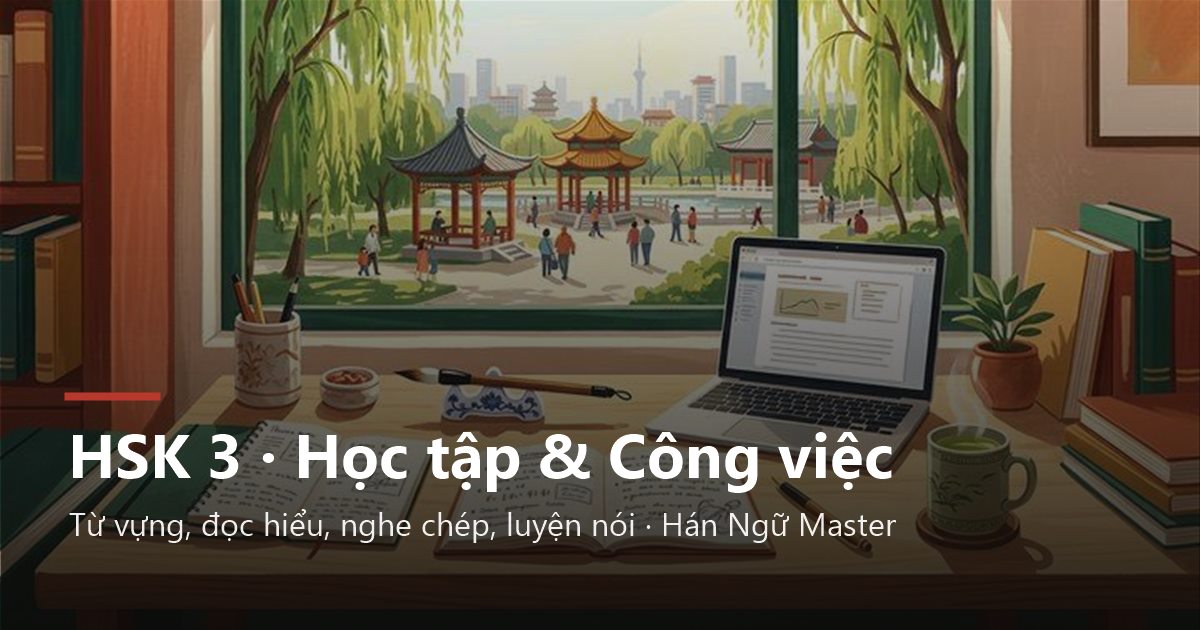 HSK 3 · Học tập & Công việc
Từ vựng, đọc hiểu, nghe chép, luyện nói · Hán Ngữ Master